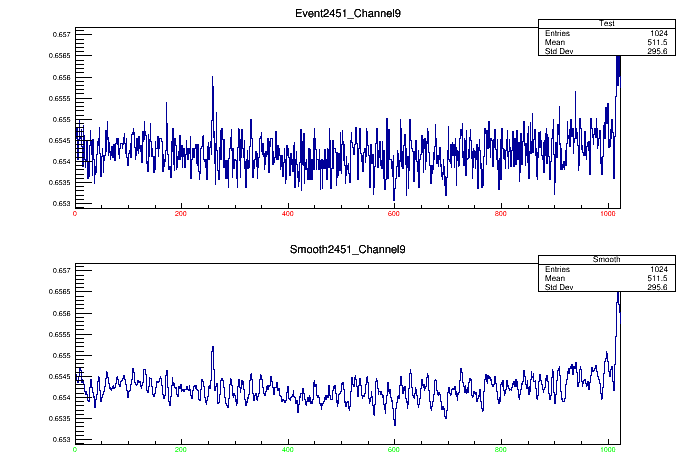 Event2451_Channel9
Test
Entries 1024
Mean 511.5
Std Dev 295.6
0.657
0.6565
0.656
0.6555
0.655
0.6545
0.654
0.6535
0.653
0 200 400 600 800 1000
Smooth2451_Channel9
Smooth
Entries 1024
Mean 511.5
Std Dev 295.6
0.657
0.6565
0.656
0.6555
0.655
0.6545
0.654
0.6535
0.653
0 200 400 600 800 1000